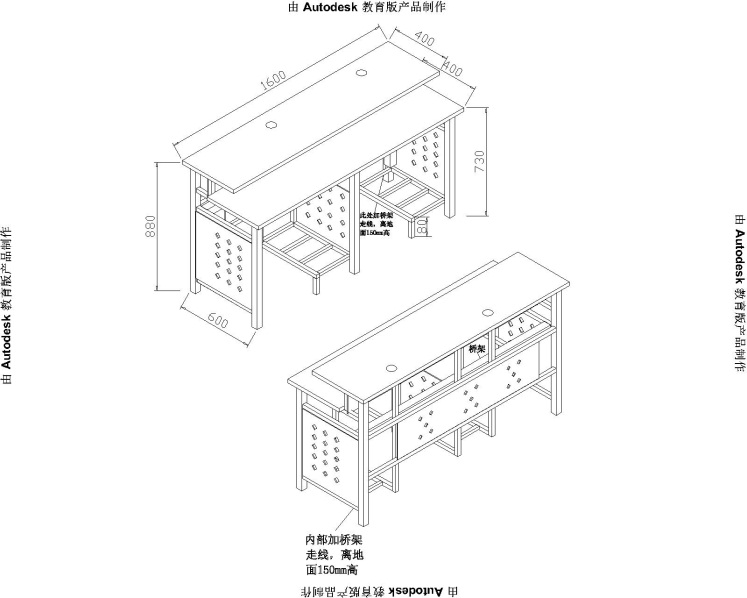 由 Autodesk 教育版产品制作
400
1600
400
730
880
此处加桥架
走线，离地
面150mm高
80
600
由 Autodesk 教育版产品制作
由 Autodesk 教育版产品制作
桥架
内部加桥架
走线，离地
面150mm高
由 Autodesk 教育版产品制作